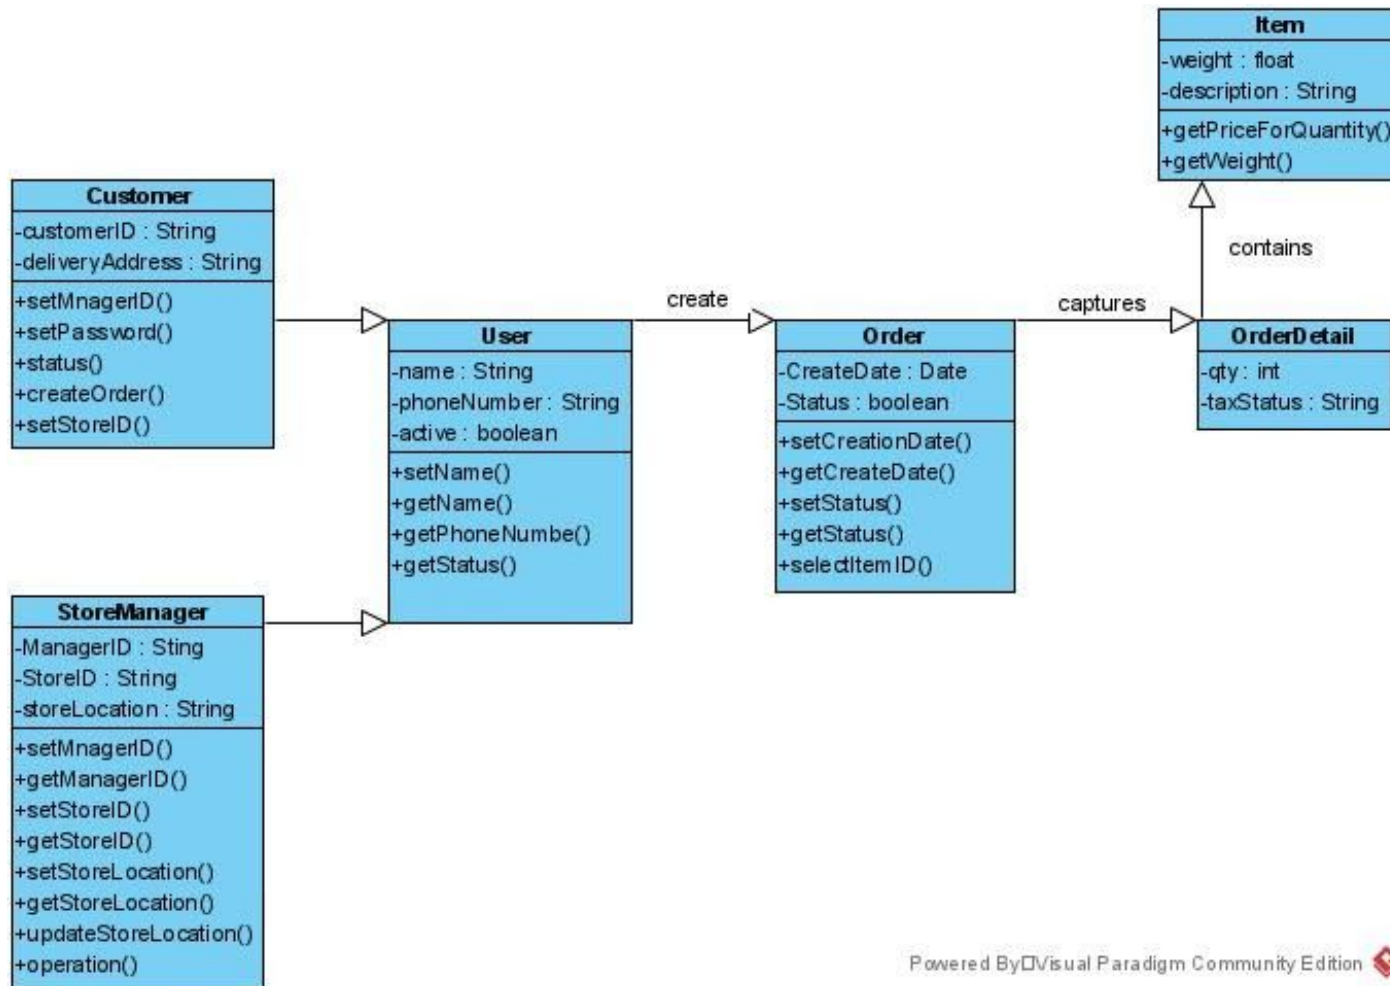 Item
-weight : float
-description : String
+getPriceForQuantity()
+getWeight()
contains
Customer
-customerID : String
-deliveryAddress : String
+setMnagerID()
+setPassword()
+status()
+createOrder()
+setStoreID()
User
-name : String
-phoneNumber : String
-active : boolean
+setName()
+getName()
+getPhoneNumbe()
+getStatus()
create
Order
-CreateDate : Date
-Status : boolean
+setCreationDate()
+getCreateDate()
+setStatus()
+getStatus()
+selectItemID()
captures
OrderDetail
-qty : int
-taxStatus : String
StoreManager
-ManagerID : Sting
-StoreID : String
-storeLocation : String
+setMnagerID()
+getManagerID()
+setStoreID()
+getStoreID()
+setStoreLocation()
+getStoreLocation()
+updateStoreLocation()
+operation()
Powered By□Visual Paradigm Community Edition